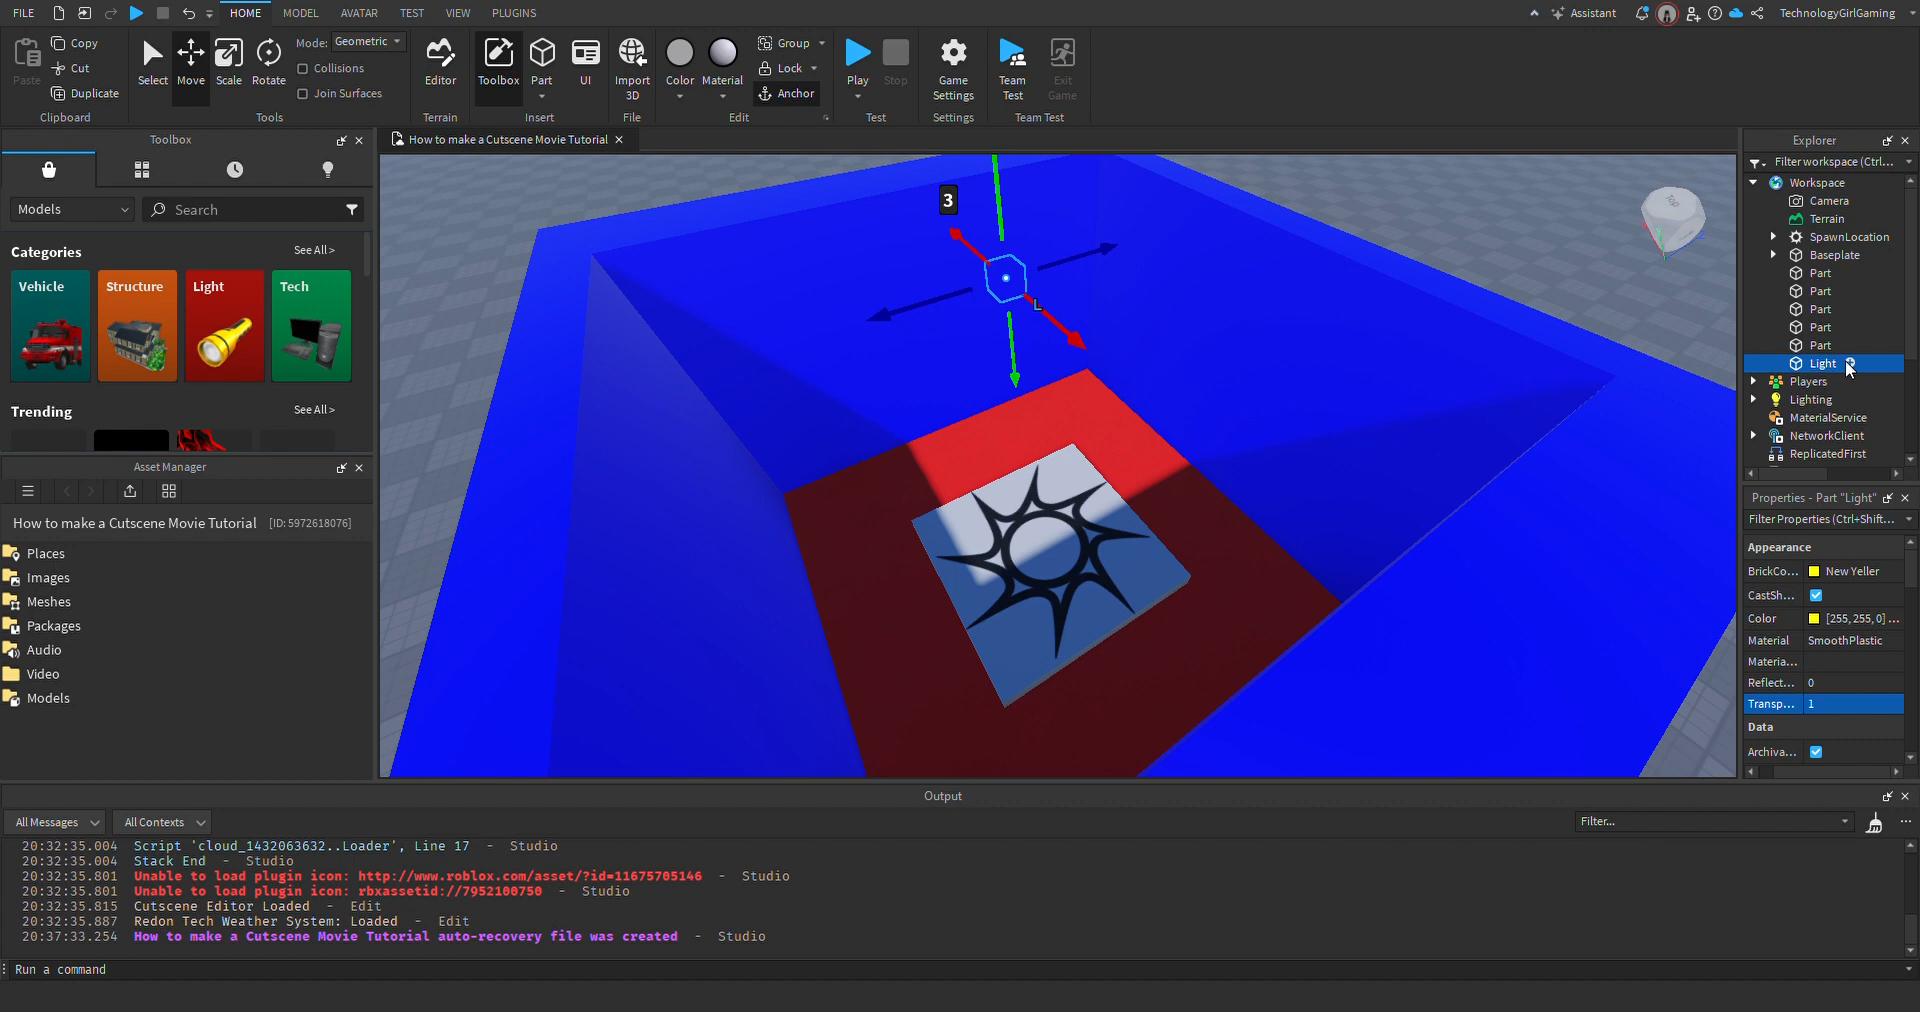 FILE HOME MODEL AVATAR TEST VIEW PLUGINS Assistant TechnologyGirlGaming
Paste Copy Cut Duplicate Clipboard
Select Move Scale Rotate Mode: Geometric Collisions Join Surfaces Tools
Editor Terrain
Toolbox Part UI Insert
Import 3D File
Color Material Group Lock Anchor Edit
Play Stop Test
Game Settings Settings
Team Test Exit Game Team Test
Toolbox
Models Search
Categories See All >
Vehicle Structure Light Tech
Trending See All >
Asset Manager
How to make a Cutscene Movie Tutorial [ID: 5972618076]
Places
Images
Meshes
Packages
Audio
Video
Models
How to make a Cutscene Movie Tutorial
3
L
Top
Explorer
Filter workspace (Ctrl...
Workspace
Camera
Terrain
SpawnLocation
Baseplate
Part
Part
Part
Part
Part
Light
Players
Lighting
MaterialService
NetworkClient
ReplicatedFirst
Properties - Part "Light"
Filter Properties (Ctrl+Shift...
Appearance
BrickCo... New Yeller
CastSh...
Color [255, 255, 0] ...
Material SmoothPlastic
Materia...
Reflect... 0
Transp... 1
Data
Archiva...
Output
All Messages All Contexts Filter...
20:32:35.004 Script 'cloud_1432063632..Loader', Line 17 - Studio
20:32:35.004 Stack End - Studio
20:32:35.801 Unable to load plugin icon: http://www.roblox.com/asset/?id=11675705146 - Studio
20:32:35.801 Unable to load plugin icon: rbxassetid://7952100750 - Studio
20:32:35.815 Cutscene Editor Loaded - Edit
20:32:35.887 Redon Tech Weather System: Loaded - Edit
20:37:33.254 How to make a Cutscene Movie Tutorial auto-recovery file was created - Studio
Run a command